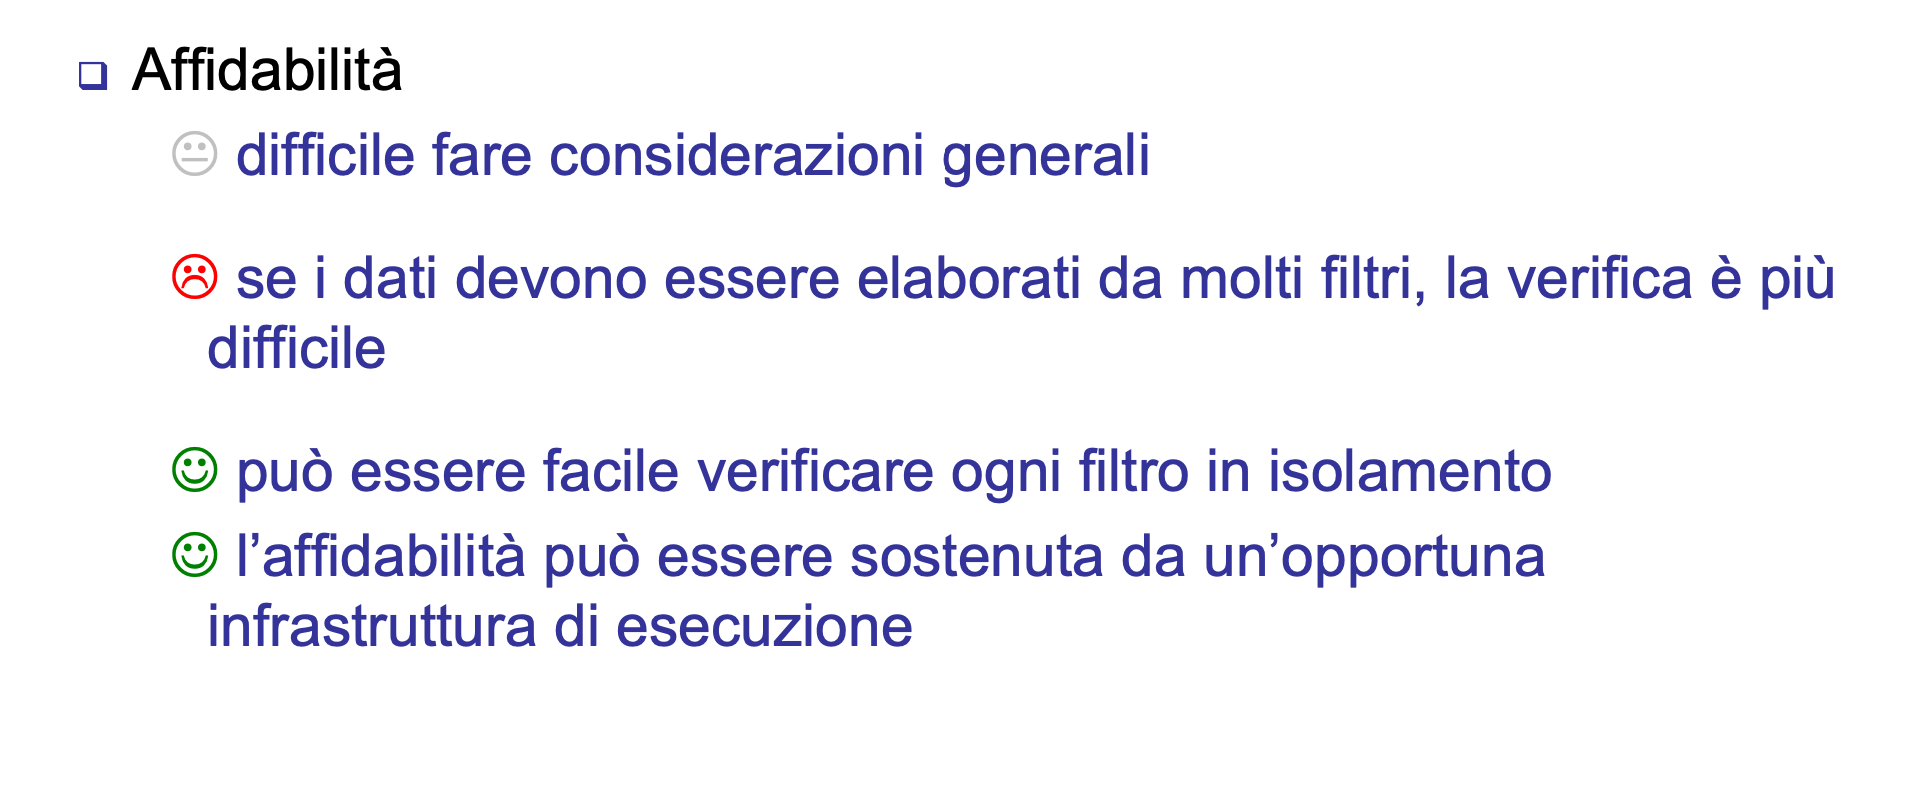 Affidabilità
difficile fare considerazioni generali
se i dati devono essere elaborati da molti filtri, la verifica è più
difficile
può essere facile verificare ogni filtro in isolamento
l’affidabilità può essere sostenuta da un’opportuna
infrastruttura di esecuzione